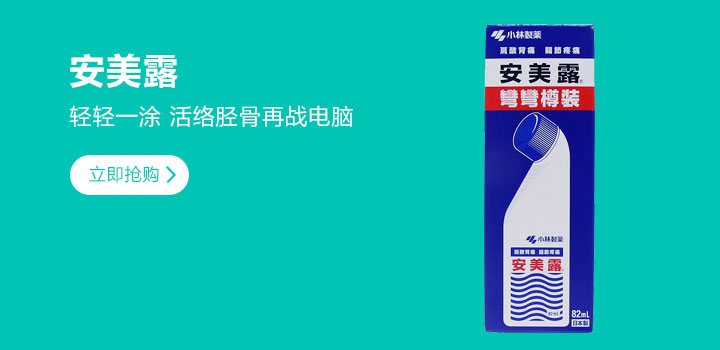 安美露
轻轻一涂 活络胫骨再战电脑
立即抢购
小林製薬
肩酸背痛 關節疼痛
安美露®
彎彎樽裝
小林製薬
肩酸背痛 關節疼痛
安美露®
82mL
82mL
日本製